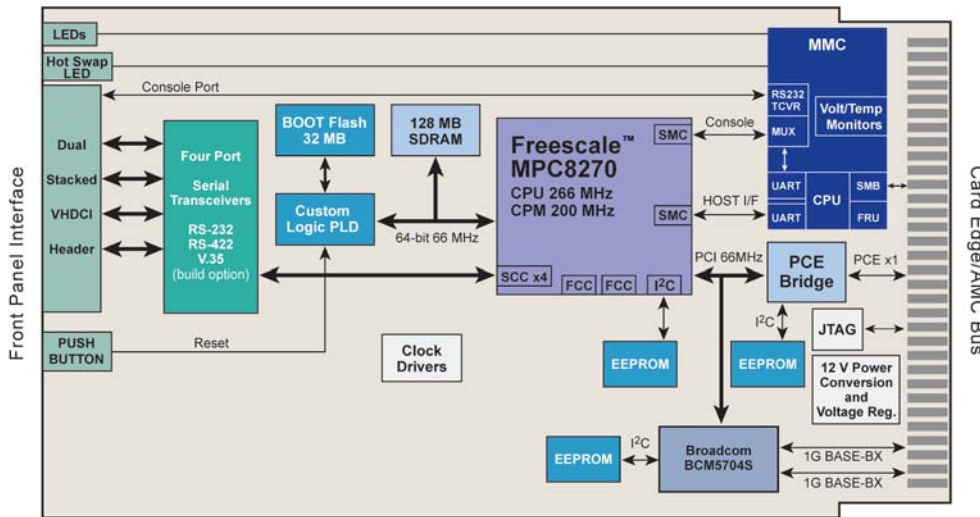 LEDs
Hot Swap
LED
Console Port
Front Panel Interface
Dual
Stacked
VHDCI
Header
PUSH
BUTTON
Reset
Four Port
Serial
Transceivers
RS-232
RS-422
V.35
(build option)
BOOT Flash
32 MB
Custom
Logic PLD
128 MB
SDRAM
64-bit 66 MHz
Clock
Drivers
Freescale™
MPC8270
CPU 266 MHz
CPM 200 MHz
SMC
SMC
SCC x4
FCC
FCC
I²C
Console
HOST I/F
PCI 66MHz
EEPROM
MMC
RS232
TCVR
MUX
Volt/Temp
Monitors
UART
UART
CPU
SMB
FRU
PCE
Bridge
PCE x1
I²C
EEPROM
JTAG
12 V Power
Conversion
and
Voltage Reg.
EEPROM
I²C
Broadcom
BCM5704S
1G BASE-BX
1G BASE-BX
Card Edge/AMC Bus